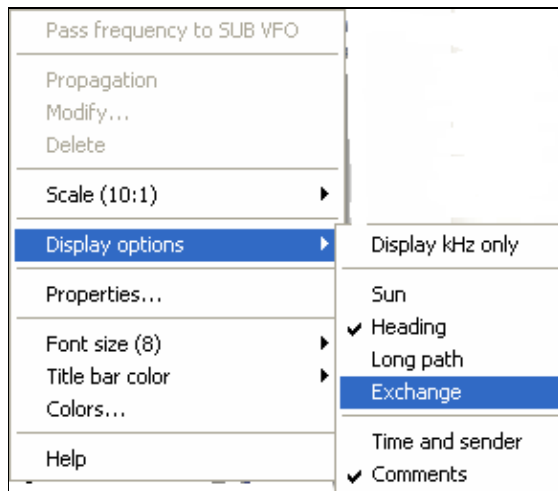 Pass frequency to SUB VFO
Propagation
Modify...
Delete
Scale (10:1)
Display options
Properties...
Font size (8)
Title bar color
Colors...
Help
Display kHz only
Sun
Heading
Long path
Exchange
Time and sender
Comments